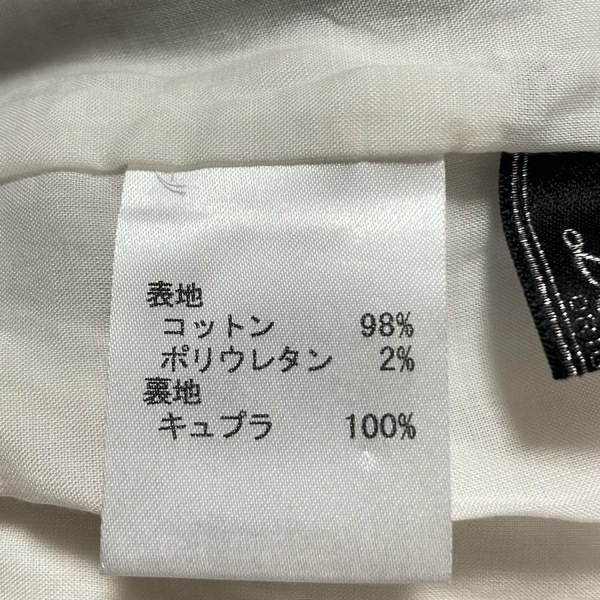 表地
コットン 98%
ポリウレタン 2%
裏地
キュプラ 100%